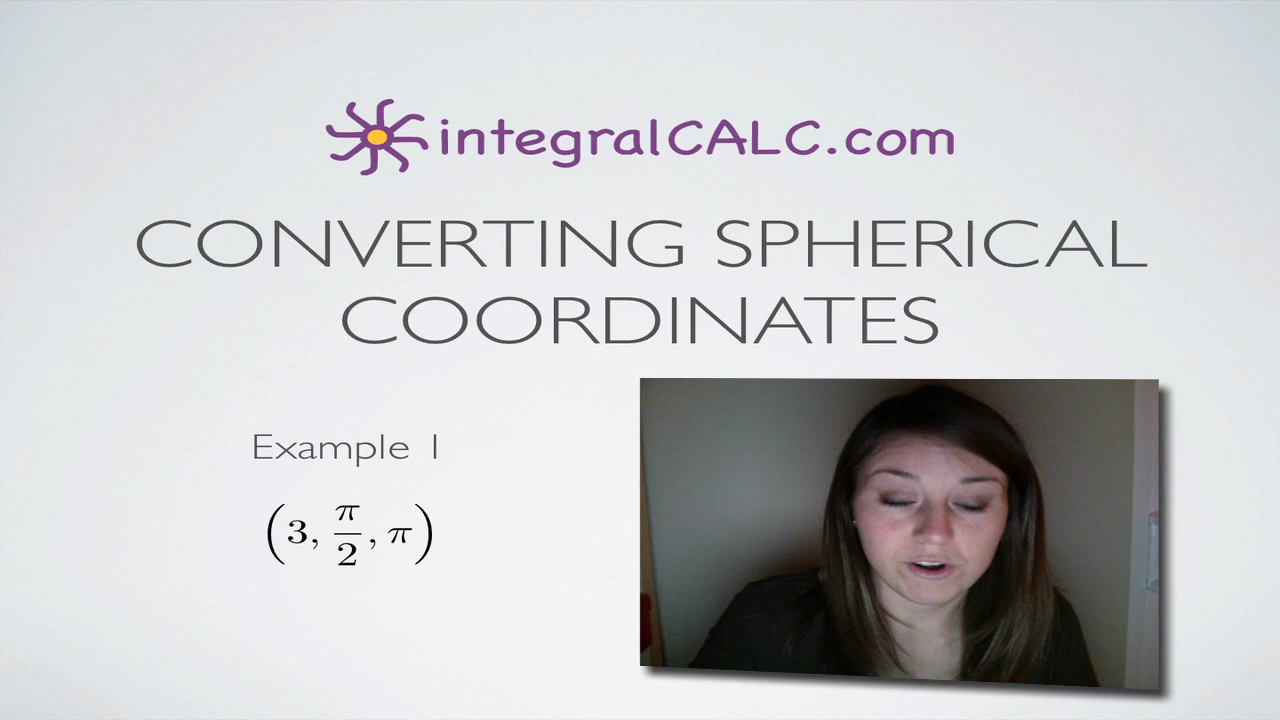 integralCALC.com
CONVERTING SPHERICAL
COORDINATES
Example 1
(3, π/2, π)